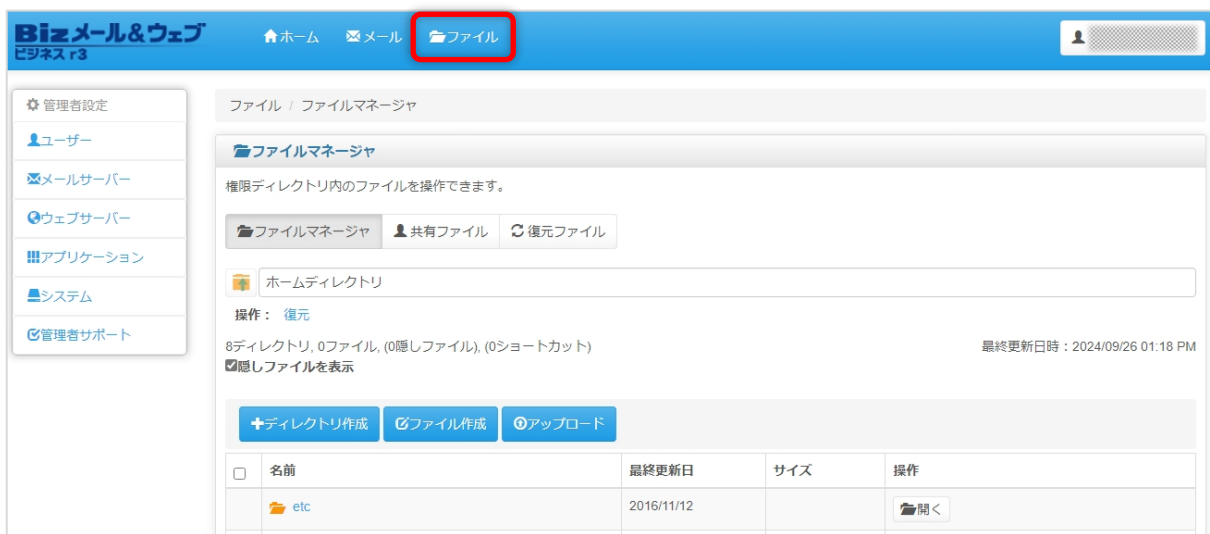 Bizメール&ウェブ
ビジネス r3
ホーム メール ファイル
管理者設定
ユーザー
メールサーバー
ウェブサーバー
アプリケーション
システム
管理者サポート
ファイル / ファイルマネージャ
ファイルマネージャ
権限ディレクトリ内のファイルを操作できます。
ファイルマネージャ 共有ファイル 復元ファイル
ホームディレクトリ
操作： 復元
8ディレクトリ, 0ファイル, (0隠しファイル), (0ショートカット) 最終更新日時：2024/09/26 01:18 PM
隠しファイルを表示
ディレクトリ作成 ファイル作成 アップロード
名前 最終更新日 サイズ 操作
etc 2016/11/12 開く